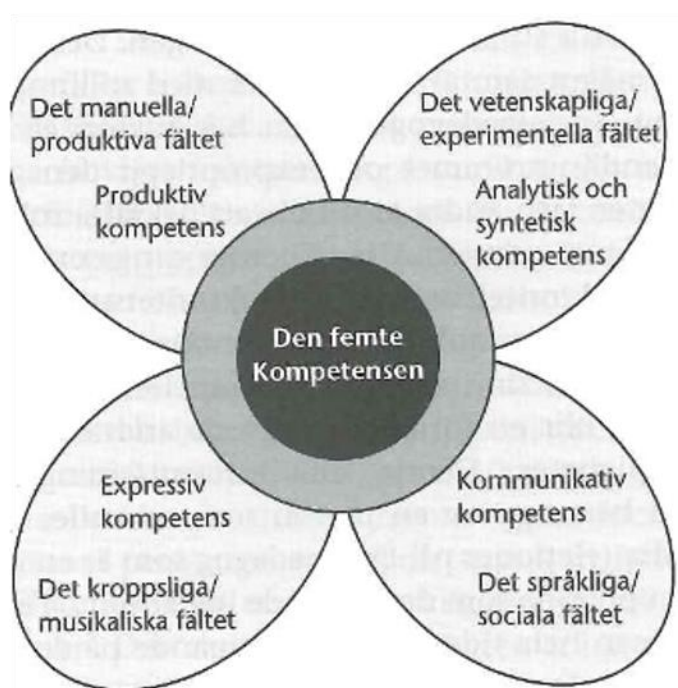 Det manuella/
produktiva fältet
Produktiv
kompetens
Det vetenskapliga/
experimentella fältet
Analytisk och
syntetisk
kompetens
Den femte
Kompetensen
Expressiv
kompetens
Det kroppsliga/
musikaliska fältet
Kommunikativ
kompetens
Det språkliga/
sociala fältet